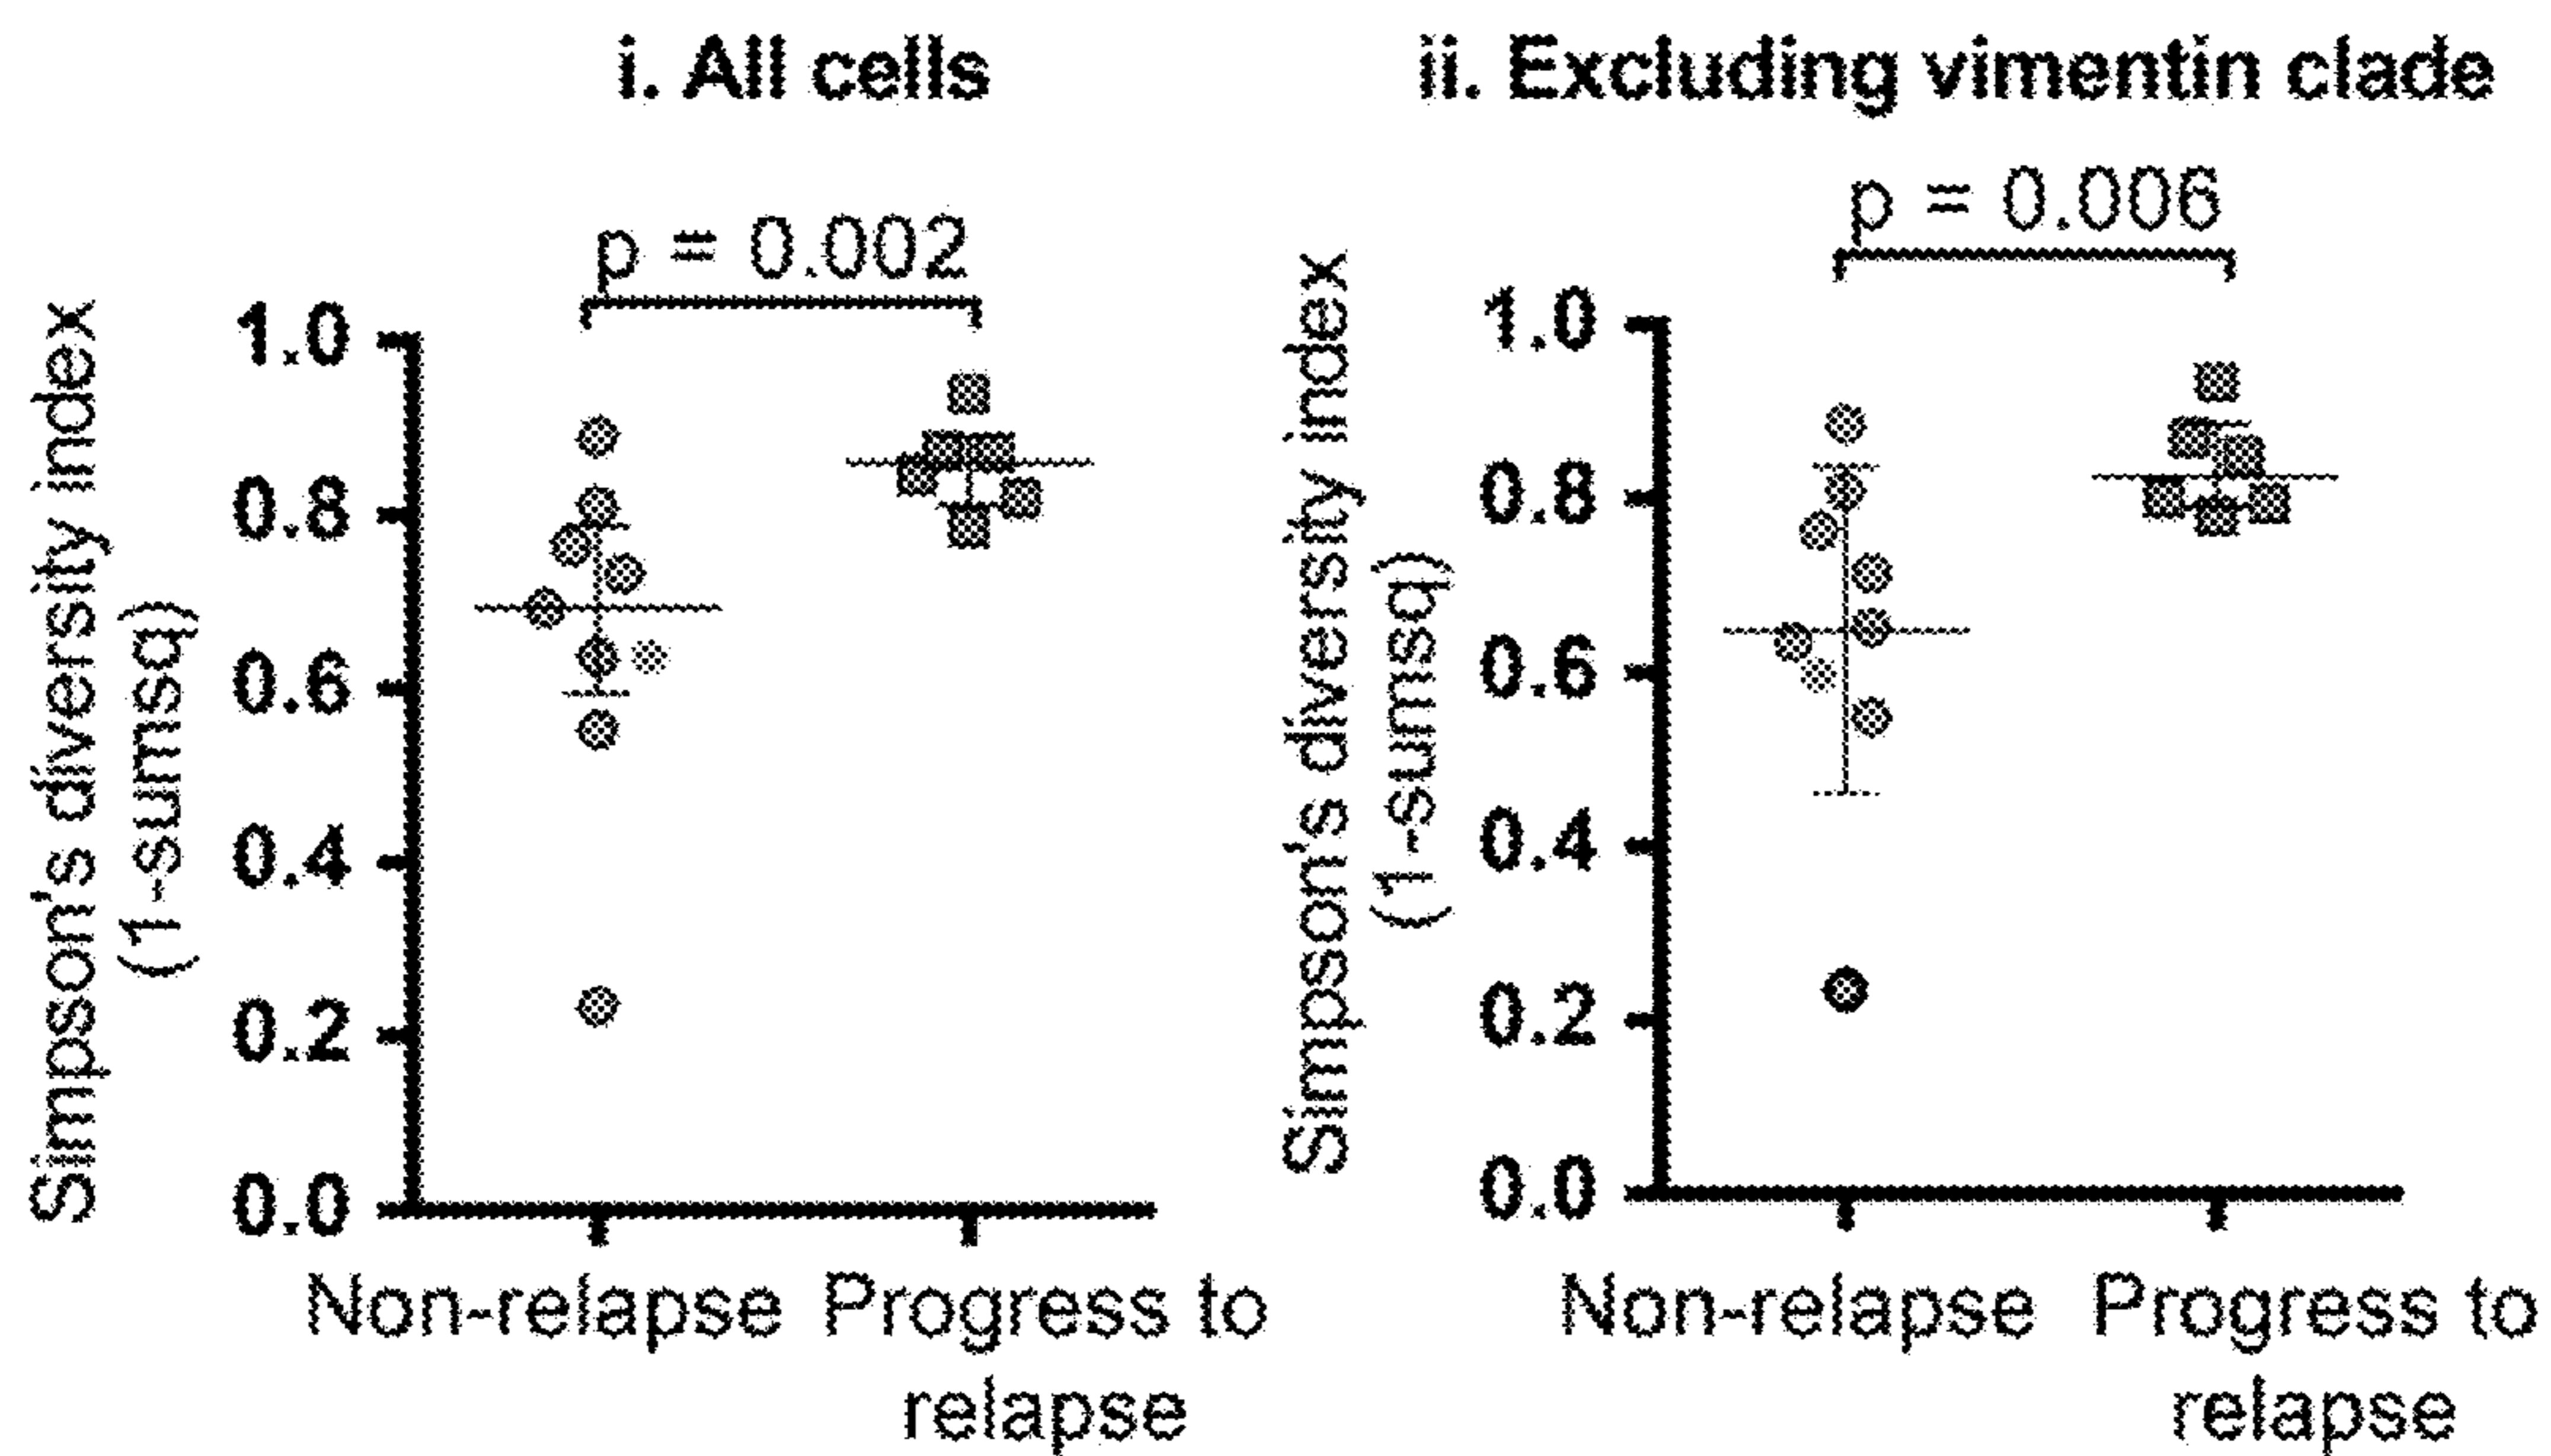 i. All cells
p = 0.002
Simpson's diversity index
(1-sumsq)
1.0
0.8
0.6
0.4
0.2
0.0
Non-relapse
Progress to
relapse
ii. Excluding vimentin clade
p = 0.006
Simpson's diversity index
(1-sumsq)
1.0
0.8
0.6
0.4
0.2
0.0
Non-relapse
Progress to
relapse